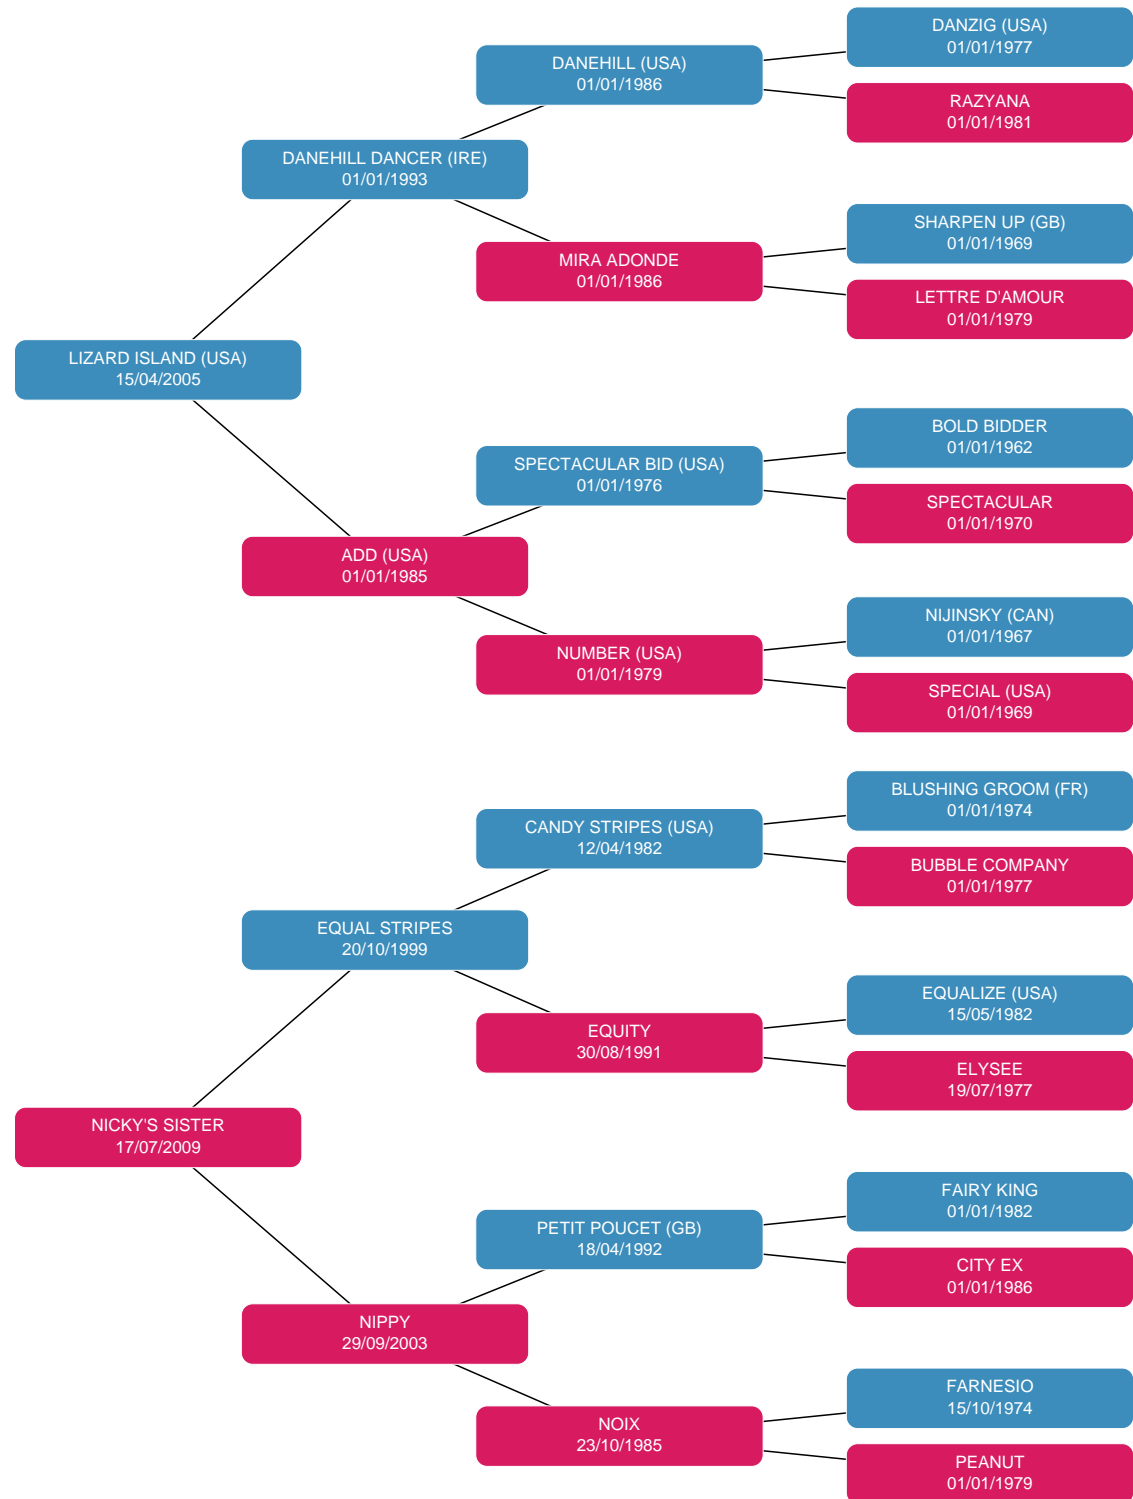 DANZIG (USA)
01/01/1977
DANEHILL (USA)
01/01/1986
RAZYANA
01/01/1981
DANEHILL DANCER (IRE)
01/01/1993
SHARPEN UP (GB)
01/01/1969
MIRA ADONDE
01/01/1986
LETTRE D'AMOUR
01/01/1979
LIZARD ISLAND (USA)
15/04/2005
BOLD BIDDER
01/01/1962
SPECTACULAR BID (USA)
01/01/1976
SPECTACULAR
01/01/1970
ADD (USA)
01/01/1985
NIJINSKY (CAN)
01/01/1967
NUMBER (USA)
01/01/1979
SPECIAL (USA)
01/01/1969
BLUSHING GROOM (FR)
01/01/1974
CANDY STRIPES (USA)
12/04/1982
BUBBLE COMPANY
01/01/1977
EQUAL STRIPES
20/10/1999
EQUALIZE (USA)
15/05/1982
EQUITY
30/08/1991
ELYSEE
19/07/1977
NICKY'S SISTER
17/07/2009
FAIRY KING
01/01/1982
PETIT POUCET (GB)
18/04/1992
CITY EX
01/01/1986
NIPPY
29/09/2003
FARNESIO
15/10/1974
NOIX
23/10/1985
PEANUT
01/01/1979